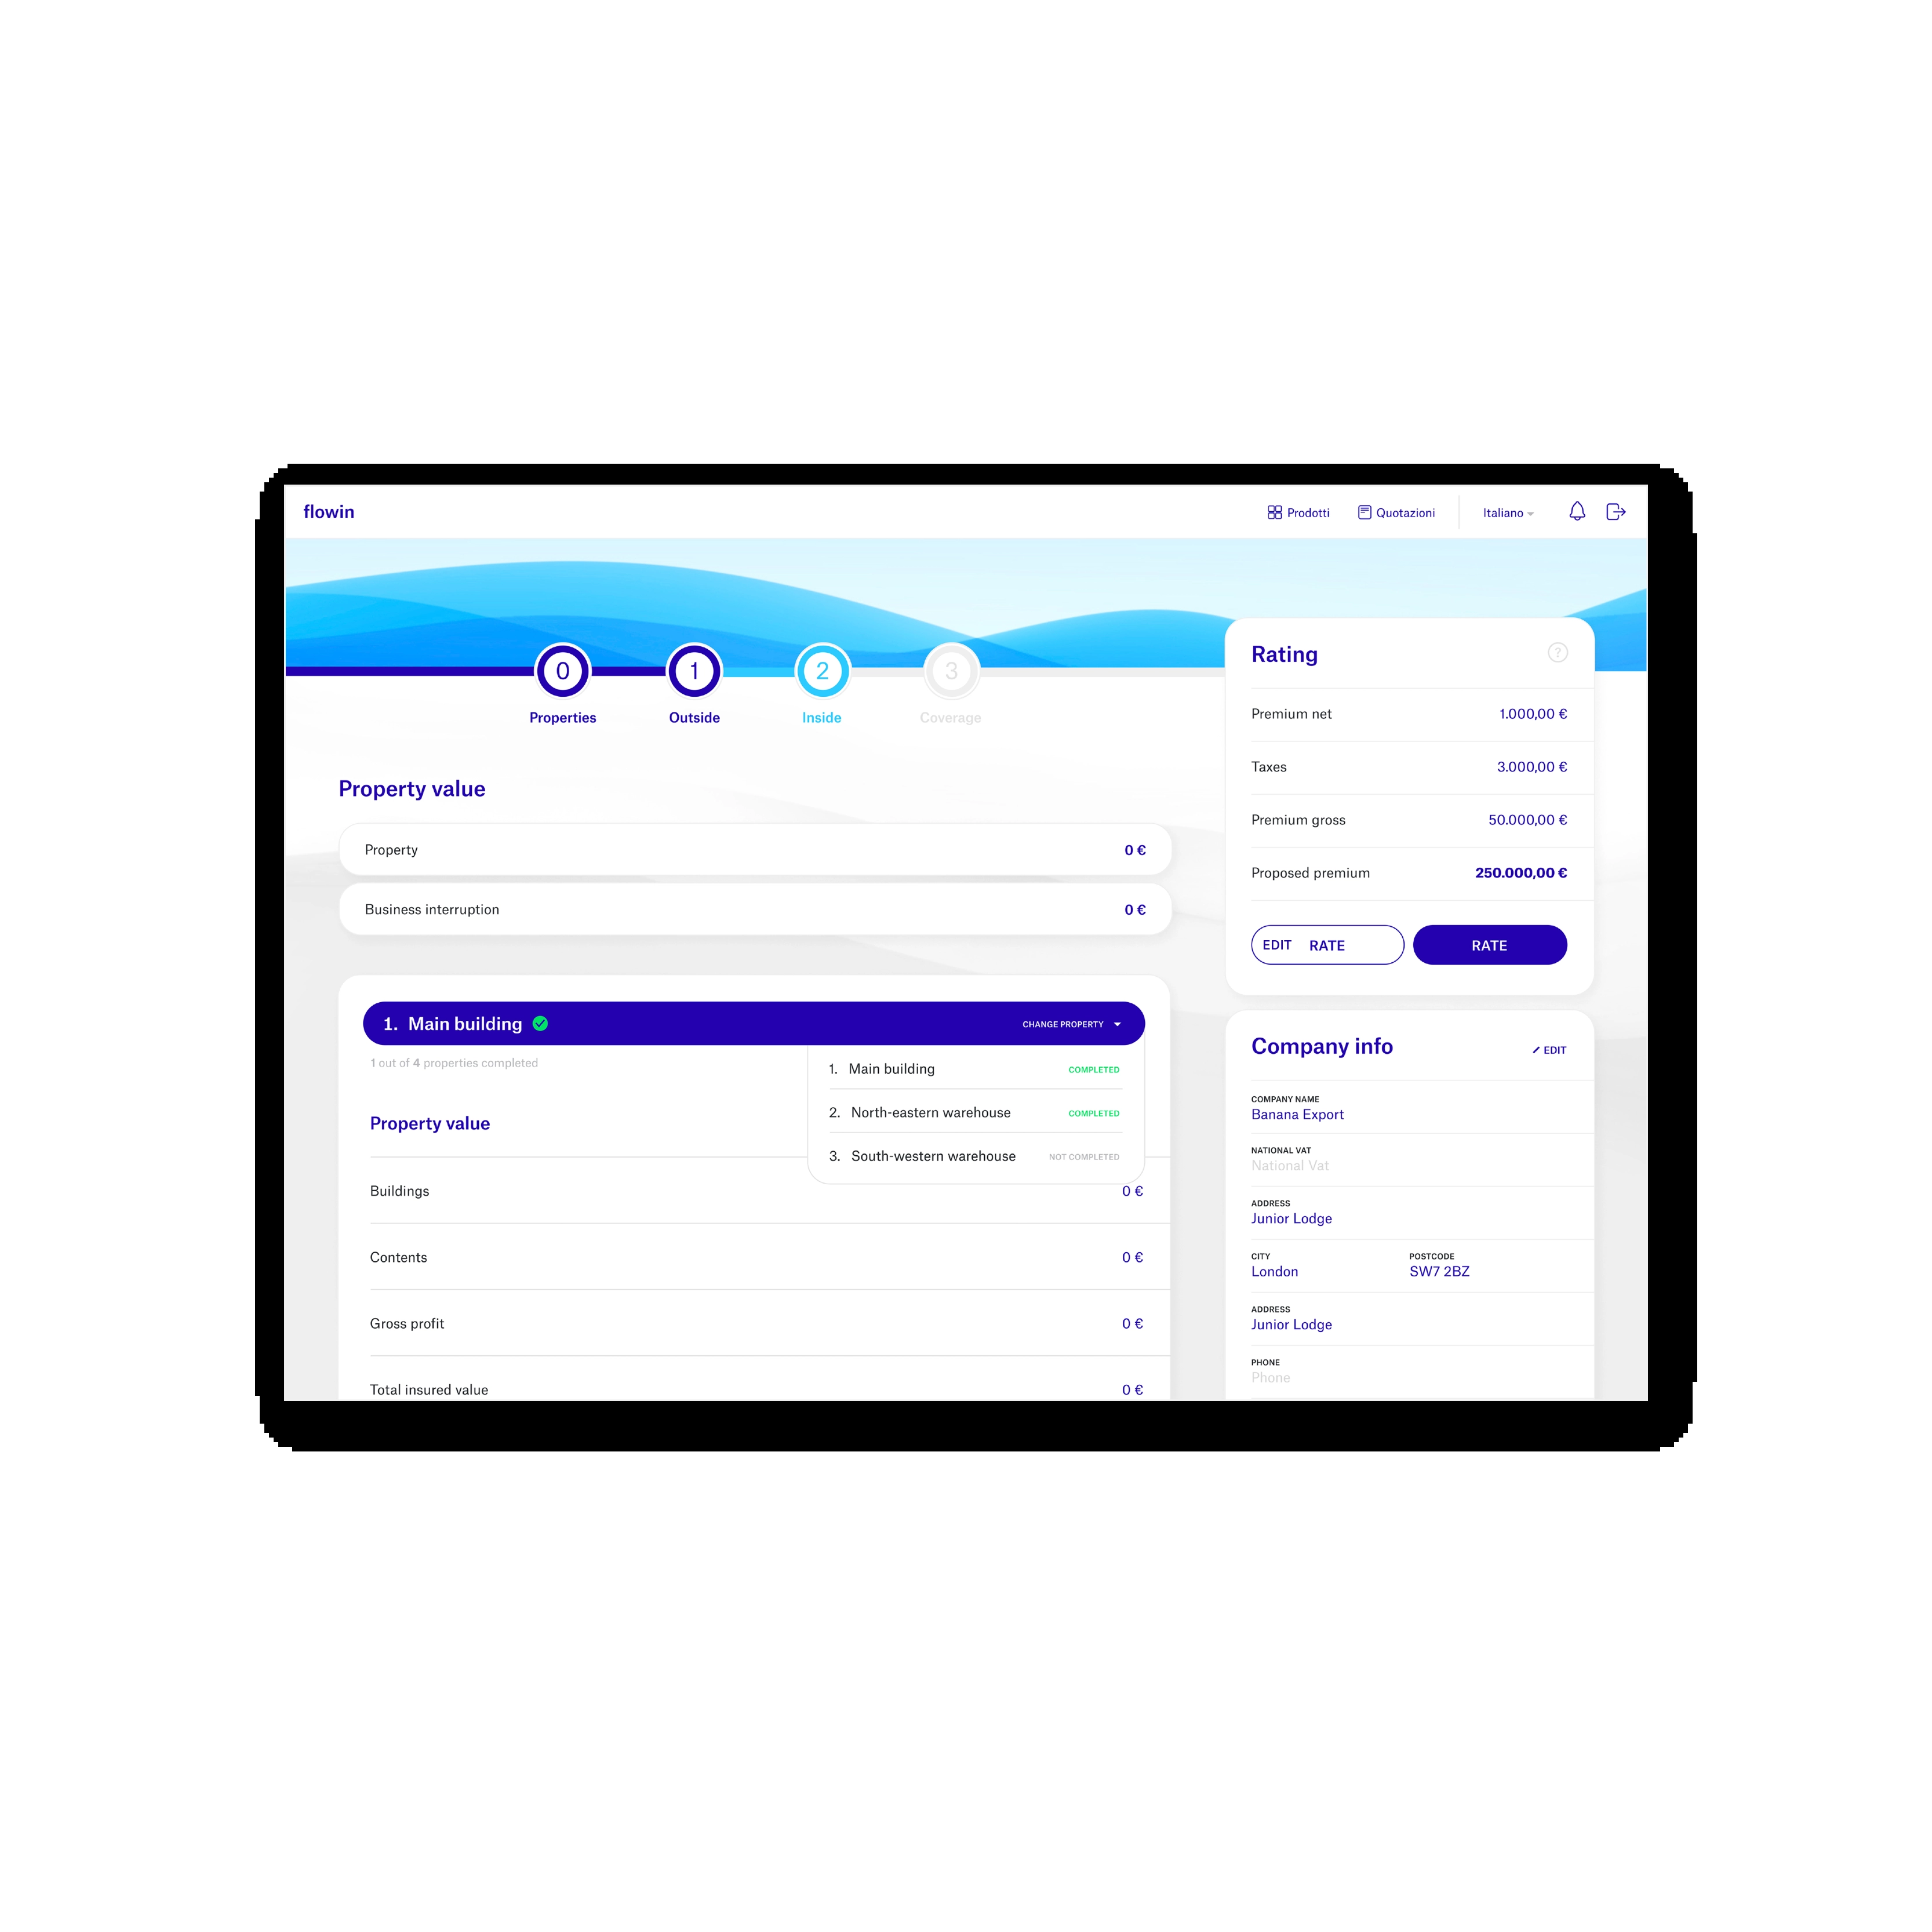 flowin
Prodotti
Quotazioni
Italiano
0
1
2
3
Properties
Outside
Inside
Coverage
Property value
Property 0 €
Business interruption 0 €
1. Main building
CHANGE PROPERTY
1 out of 4 properties completed
1. Main building COMPLETED
2. North-eastern warehouse COMPLETED
3. South-western warehouse NOT COMPLETED
Property value
Buildings 0 €
Contents 0 €
Gross profit 0 €
Total insured value 0 €
Rating
?
Premium net 1.000,00 €
Taxes 3.000,00 €
Premium gross 50.000,00 €
Proposed premium 250.000,00 €
EDIT RATE
RATE
Company info
EDIT
COMPANY NAME
Banana Export
NATIONAL VAT
National Vat
ADDRESS
Junior Lodge
CITY POSTCODE
London SW7 2BZ
ADDRESS
Junior Lodge
PHONE
Phone